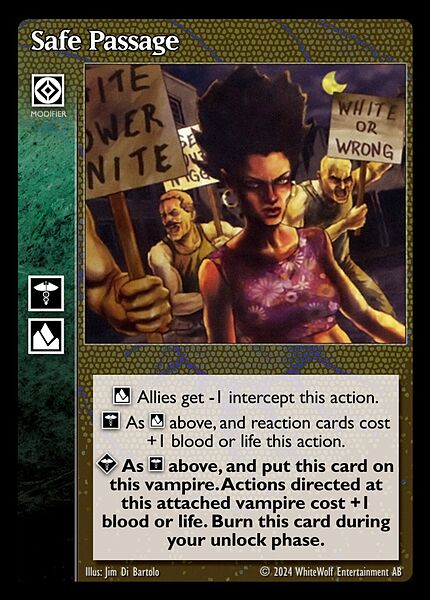 Safe Passage
MODIFIER
ITE
OWER
NITE
WHITE
OR
WRONG
Allies get -1 intercept this action.
As above, and reaction cards cost
+1 blood or life this action.
As above, and put this card on
this vampire. Actions directed at
this attached vampire cost +1
blood or life. Burn this card during
your unlock phase.
Illus: Jim Di Bartolo © 2024 WhiteWolf Entertainment AB